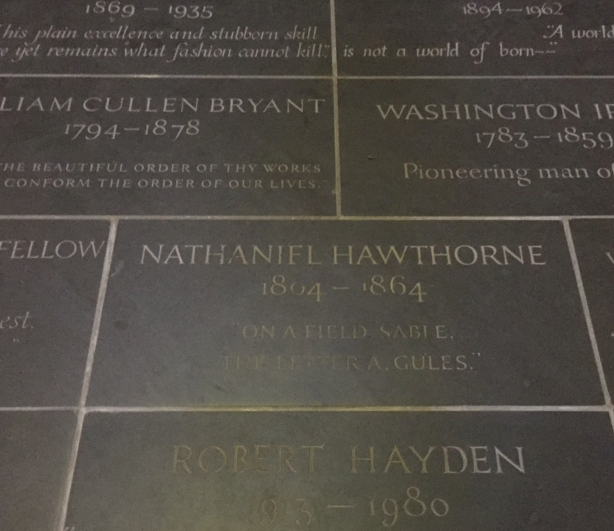 1869 – 1935
his plain excellence and stubborn skill
yet remains what fashion cannot kill."
1894–1962
"A world
is not a world of born—"
LIAM CULLEN BRYANT
1794–1878
THE BEAUTIFUL ORDER OF THY WORKS
CONFORM THE ORDER OF OUR LIVES."
WASHINGTON
1783–1859
Pioneering man
FELLOW
est.
"
NATHANIEL HAWTHORNE
1804 – 1864
"ON A FIELD, SABLE,
THE LETTER A, GULES."
ROBERT HAYDEN
1913 – 1980